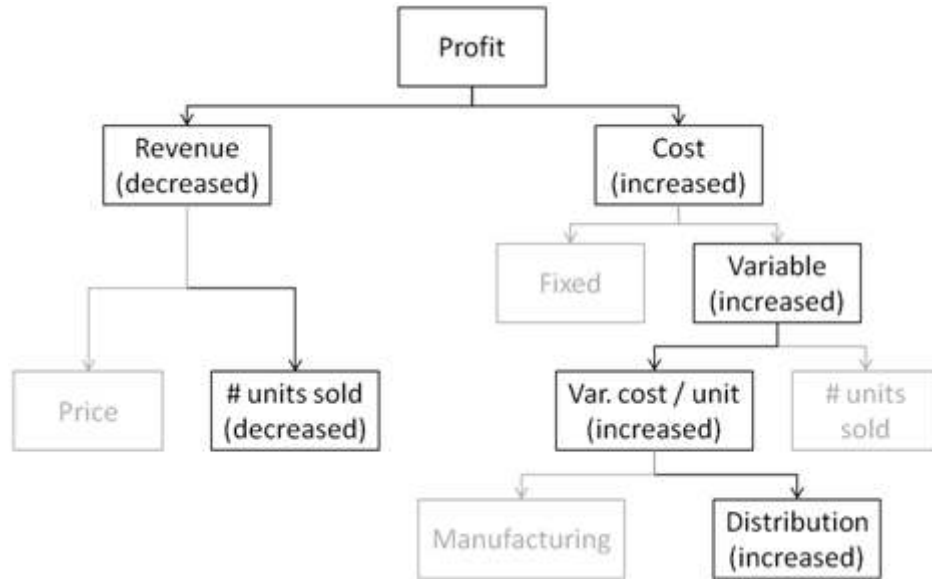 Profit
Revenue
(decreased)
Cost
(increased)
Fixed
Variable
(increased)
Price
# units sold
(decreased)
Var. cost / unit
(increased)
# units
sold
Manufacturing
Distribution
(increased)